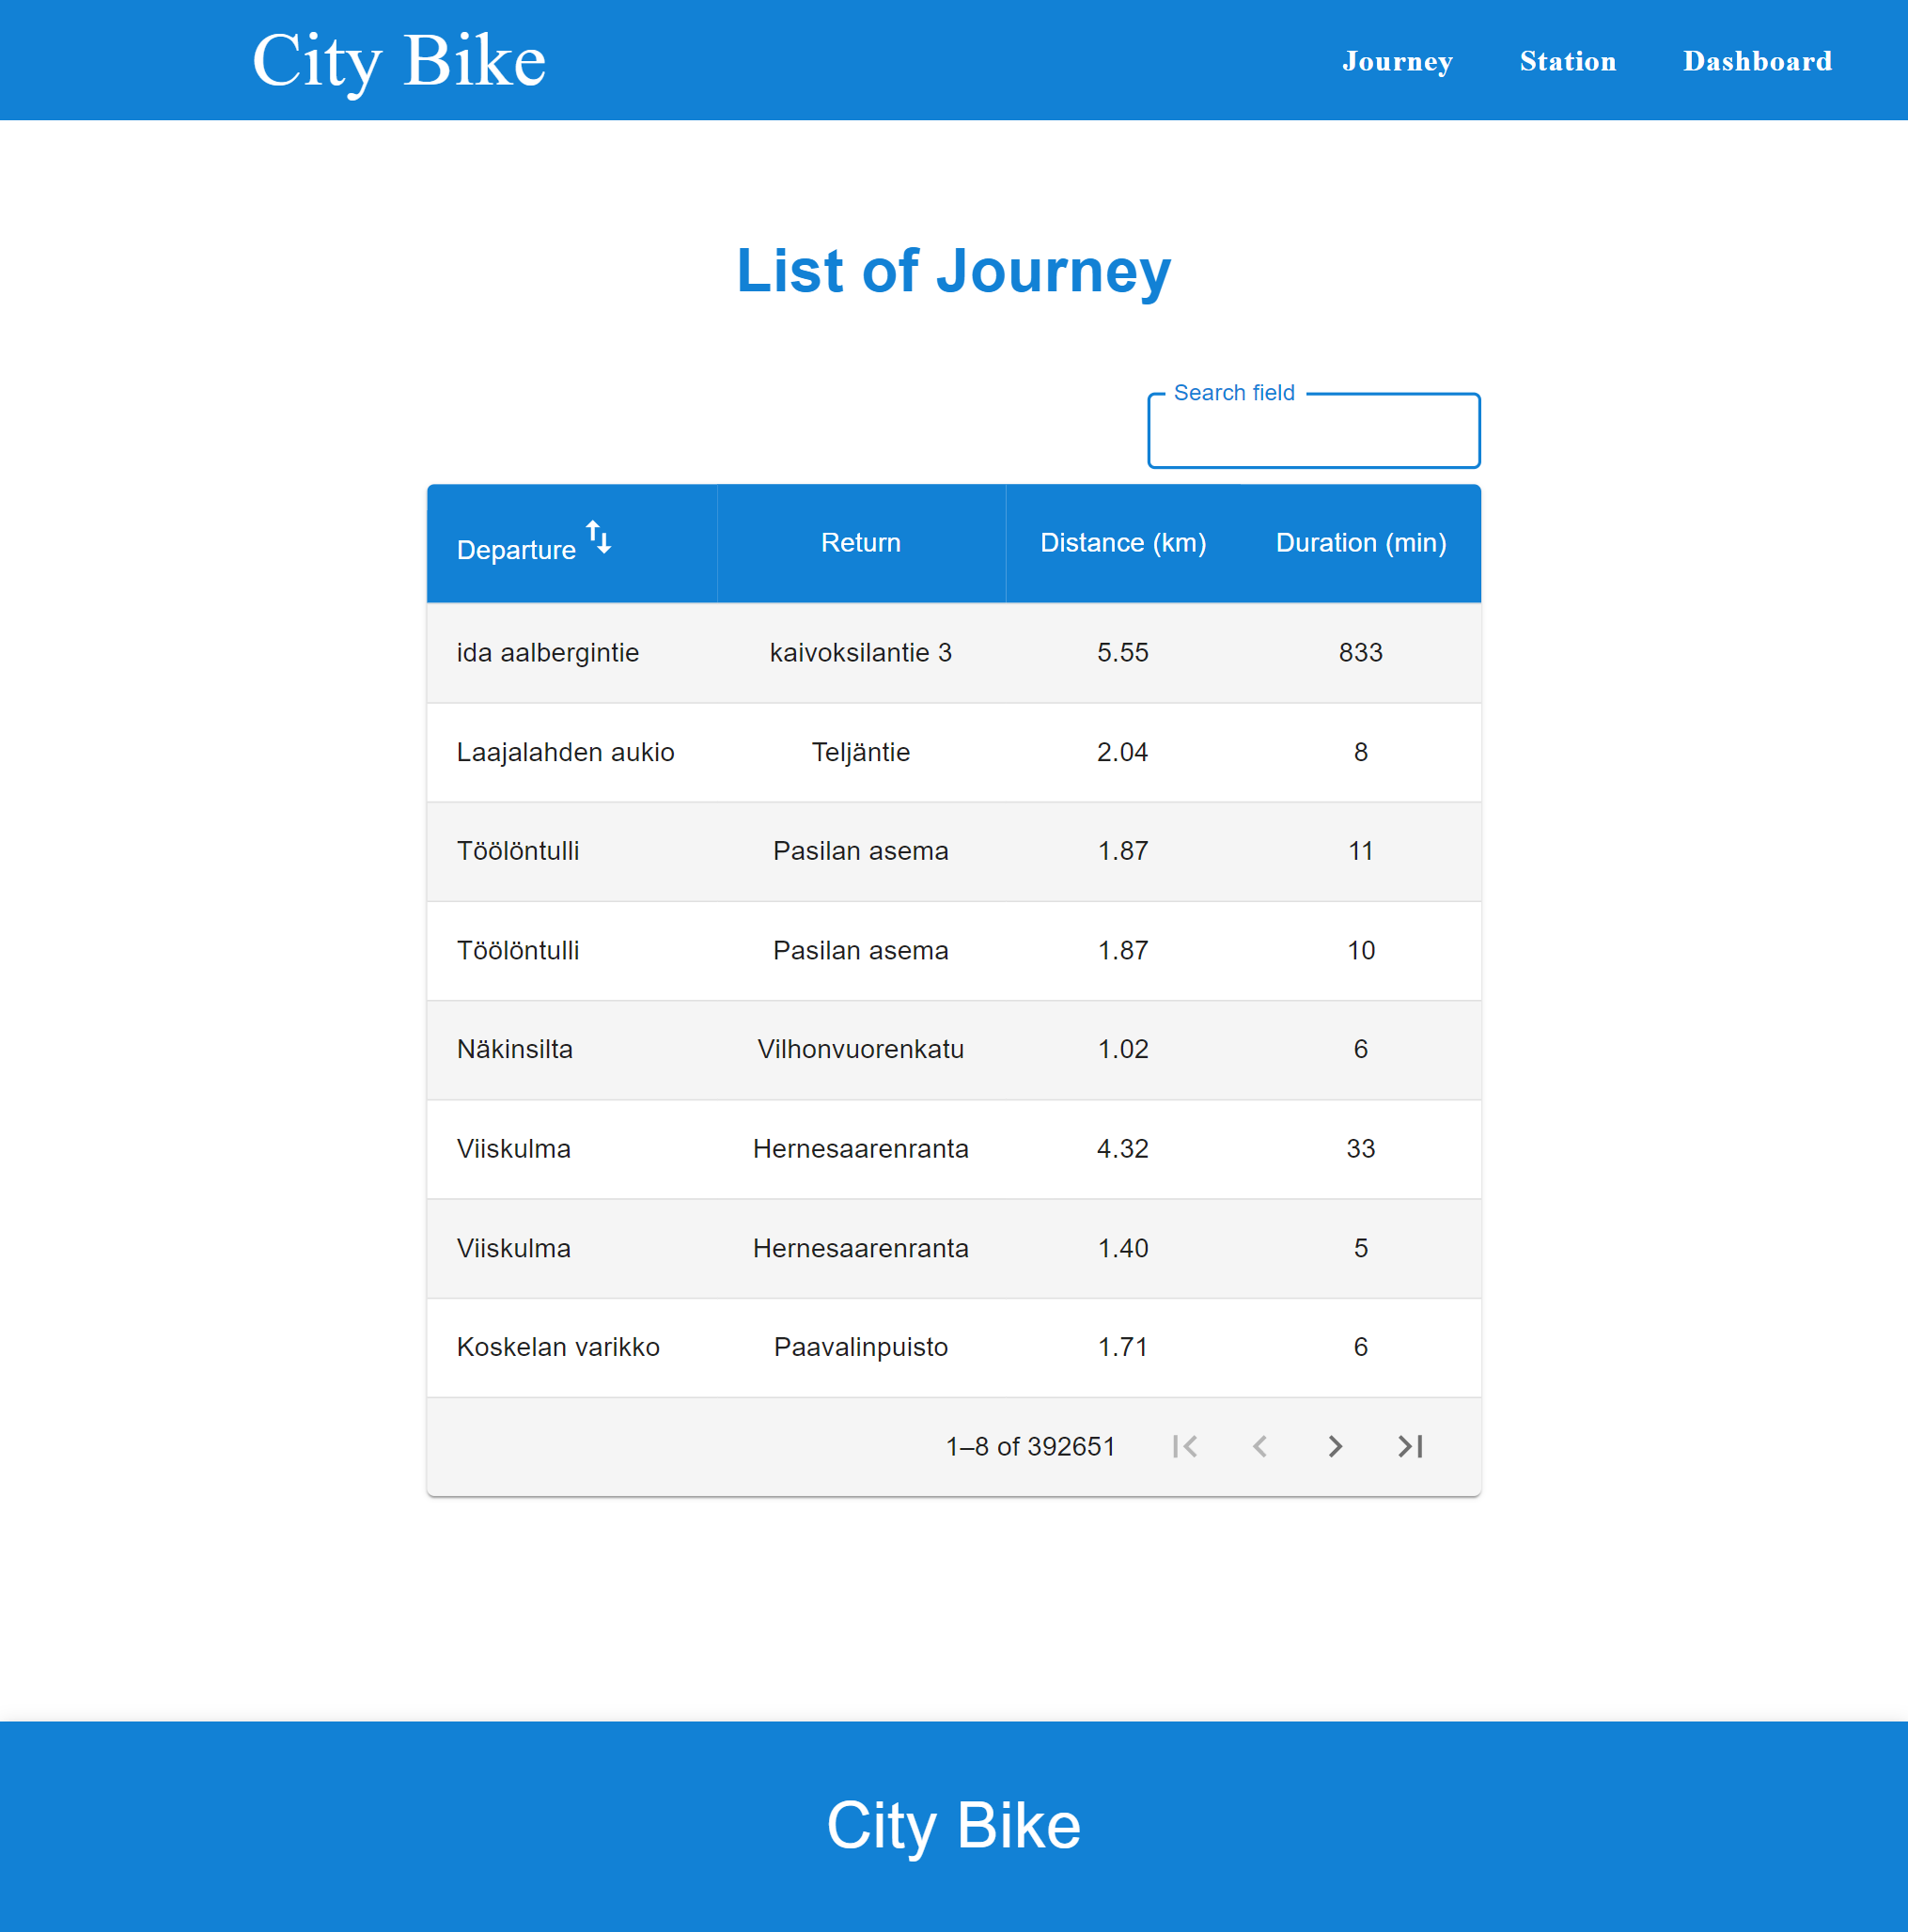 City Bike
Journey Station Dashboard
List of Journey
Search field
Departure Return Distance (km) Duration (min)
ida aalbergintie kaivoksilantie 3 5.55 833
Laajalahden aukio Teljäntie 2.04 8
Töölöntulli Pasilan asema 1.87 11
Töölöntulli Pasilan asema 1.87 10
Näkinsilta Vilhonvuorenkatu 1.02 6
Viiskulma Hernesaarenranta 4.32 33
Viiskulma Hernesaarenranta 1.40 5
Koskelan varikko Paavalinpuisto 1.71 6
1–8 of 392651
City Bike